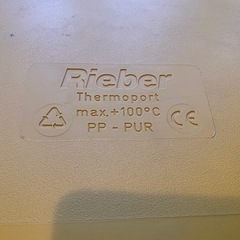 Rieber
Thermoport
max.+100°C
PP - PUR
CE